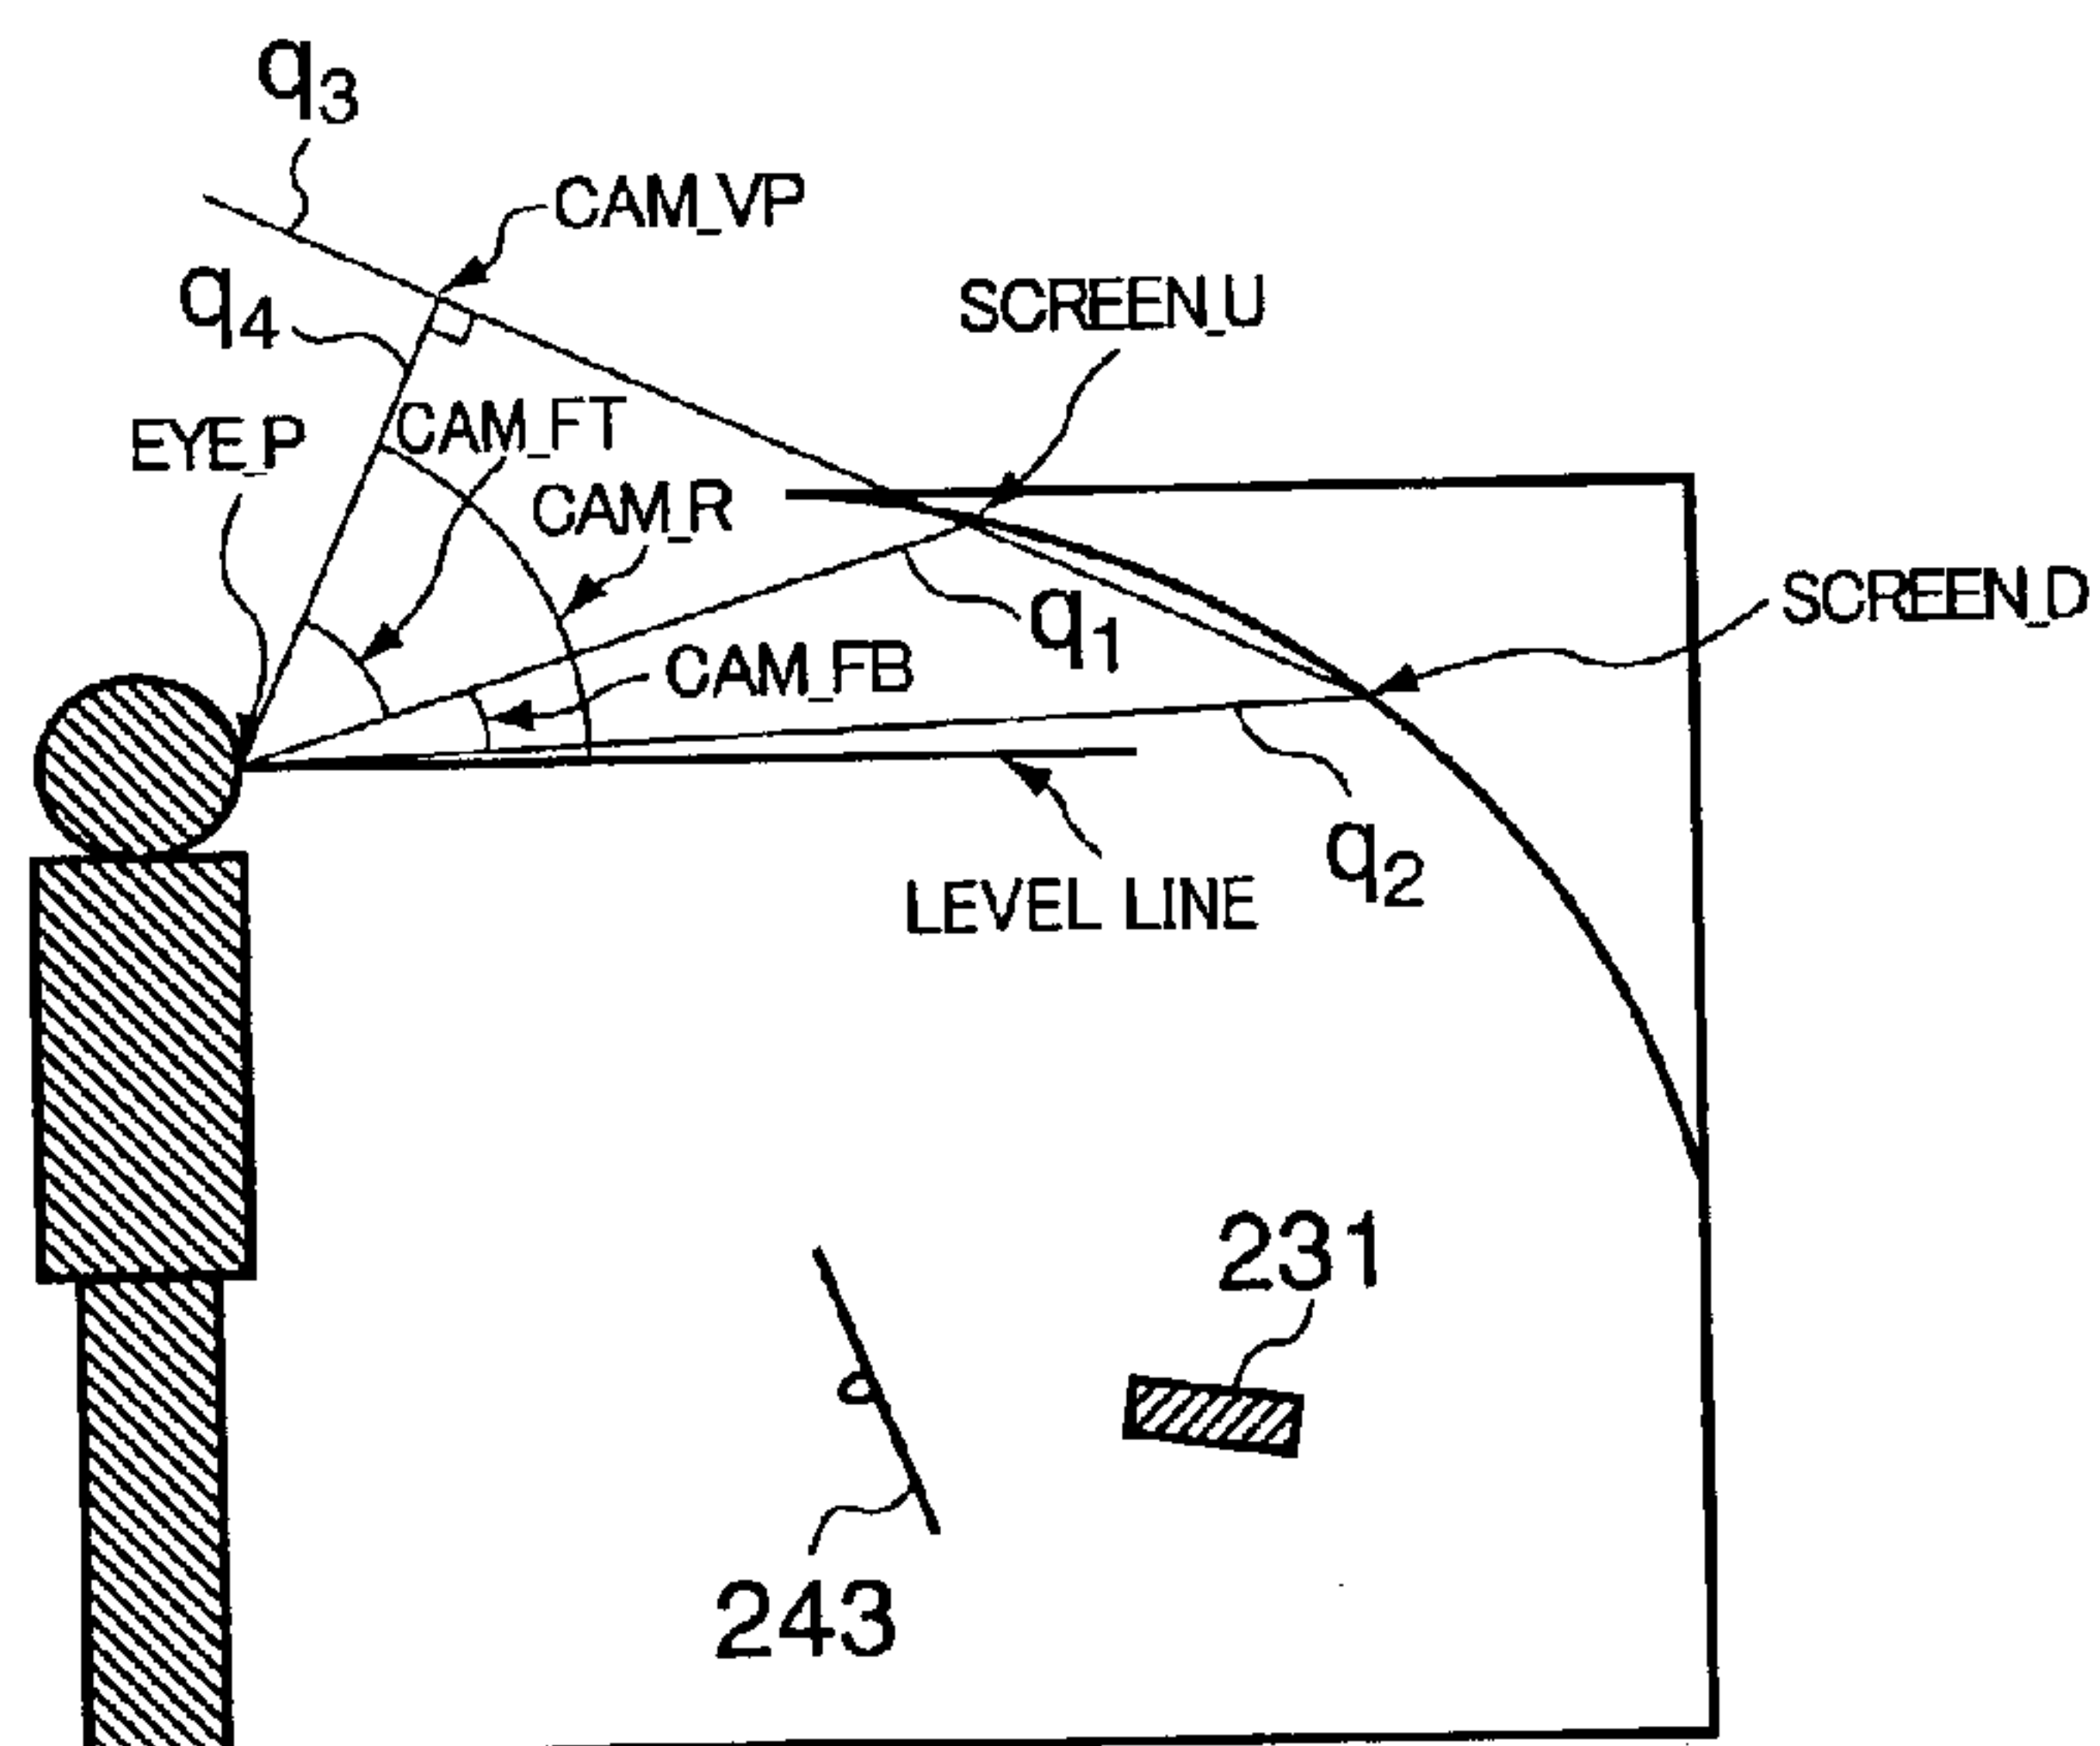 q3
CAM_VP
q4
SCREEN_U
EYE_P
CAM_FT
CAM_R
SCREEN_D
q1
CAM_FB
q2
LEVEL LINE
231
243